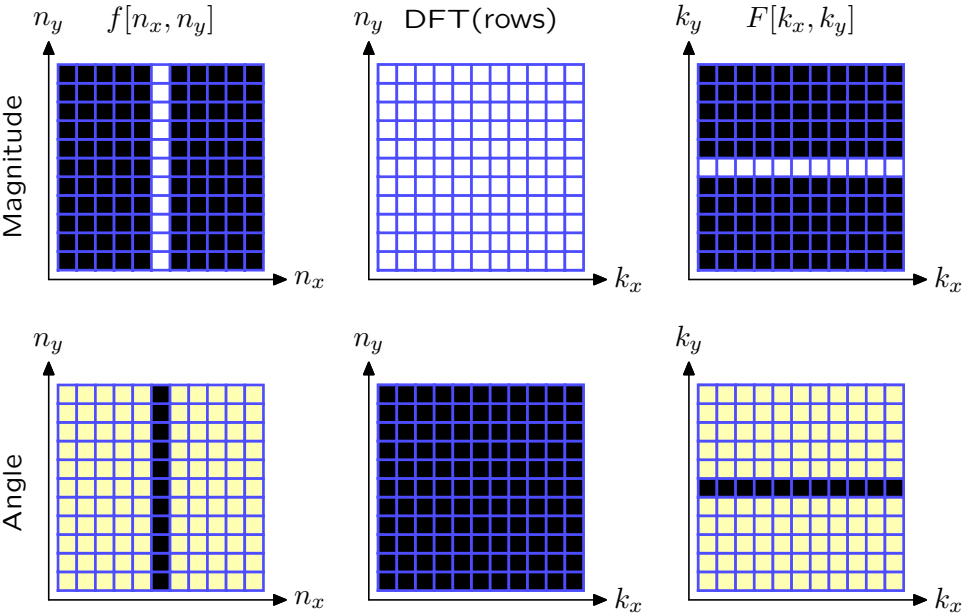 n_y f[n_x, n_y] n_y DFT(rows) k_y F[k_x, k_y]
Magnitude
n_x k_x k_x
n_y n_y k_y
Angle
n_x k_x k_x